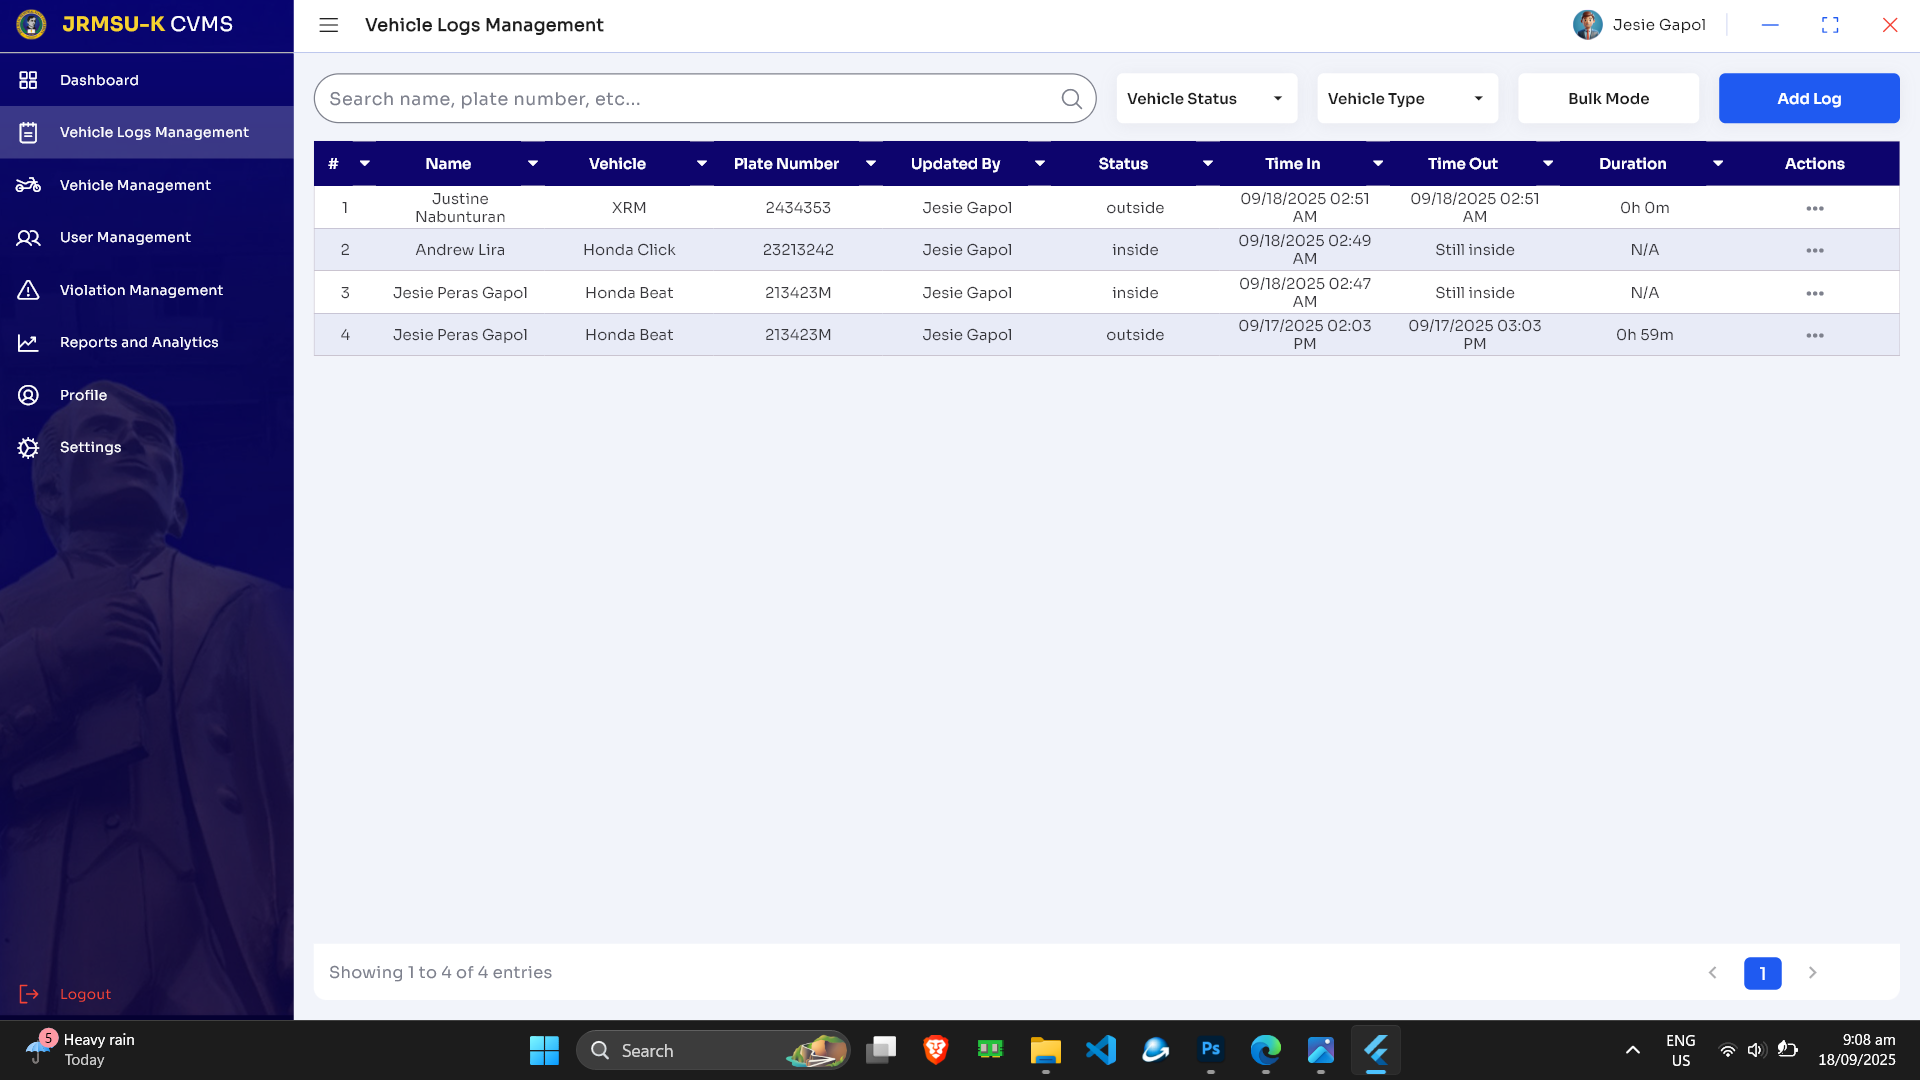 JRMSU-K CVMS
Vehicle Logs Management
Jesie Gapol
Dashboard
Vehicle Logs Management
Vehicle Management
User Management
Violation Management
Reports and Analytics
Profile
Settings
Logout
Search name, plate number, etc...
Vehicle Status
Vehicle Type
Bulk Mode
Add Log
# Name Vehicle Plate Number Updated By Status Time In Time Out Duration Actions
1 Justine Nabunturan XRM 2434353 Jesie Gapol outside 09/18/2025 02:51 AM 09/18/2025 02:51 AM 0h 0m
2 Andrew Lira Honda Click 23213242 Jesie Gapol inside 09/18/2025 02:49 AM Still inside N/A
3 Jesie Peras Gapol Honda Beat 213423M Jesie Gapol inside 09/18/2025 02:47 AM Still inside N/A
4 Jesie Peras Gapol Honda Beat 213423M Jesie Gapol outside 09/17/2025 02:03 PM 09/17/2025 03:03 PM 0h 59m
Showing 1 to 4 of 4 entries
1
5
Heavy rain
Today
Search
Ps
ENG
US
9:08 am
18/09/2025